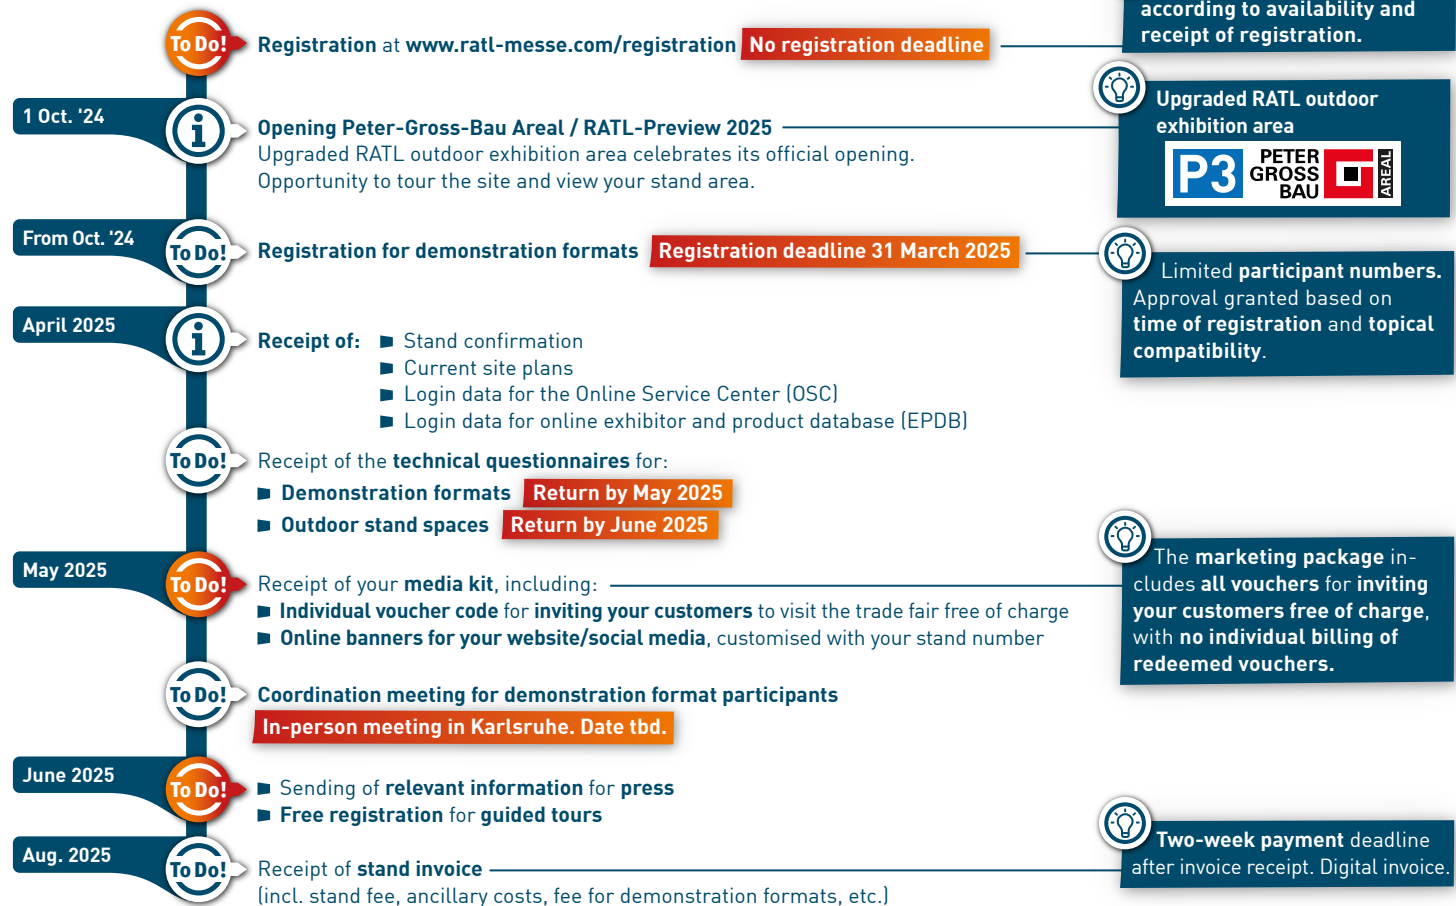 according to availability and
receipt of registration.
To Do!
Registration at www.ratl-messe.com/registration No registration deadline
1 Oct. '24
Opening Peter-Gross-Bau Areal / RATL-Preview 2025
Upgraded RATL outdoor exhibition area celebrates its official opening.
Opportunity to tour the site and view your stand area.
Upgraded RATL outdoor
exhibition area
P3
PETER
GROSS
BAU
AREAL
From Oct. '24
To Do!
Registration for demonstration formats Registration deadline 31 March 2025
Limited participant numbers.
Approval granted based on
time of registration and topical
compatibility.
April 2025
Receipt of:
Stand confirmation
Current site plans
Login data for the Online Service Center (OSC)
Login data for online exhibitor and product database (EPDB)
To Do!
Receipt of the technical questionnaires for:
Demonstration formats Return by May 2025
Outdoor stand spaces Return by June 2025
May 2025
To Do!
Receipt of your media kit, including:
Individual voucher code for inviting your customers to visit the trade fair free of charge
Online banners for your website/social media, customised with your stand number
The marketing package in-
cludes all vouchers for inviting
your customers free of charge,
with no individual billing of
redeemed vouchers.
To Do!
Coordination meeting for demonstration format participants
In-person meeting in Karlsruhe. Date tbd.
June 2025
To Do!
Sending of relevant information for press
Free registration for guided tours
Aug. 2025
To Do!
Receipt of stand invoice
(incl. stand fee, ancillary costs, fee for demonstration formats, etc.)
Two-week payment deadline
after invoice receipt. Digital invoice.